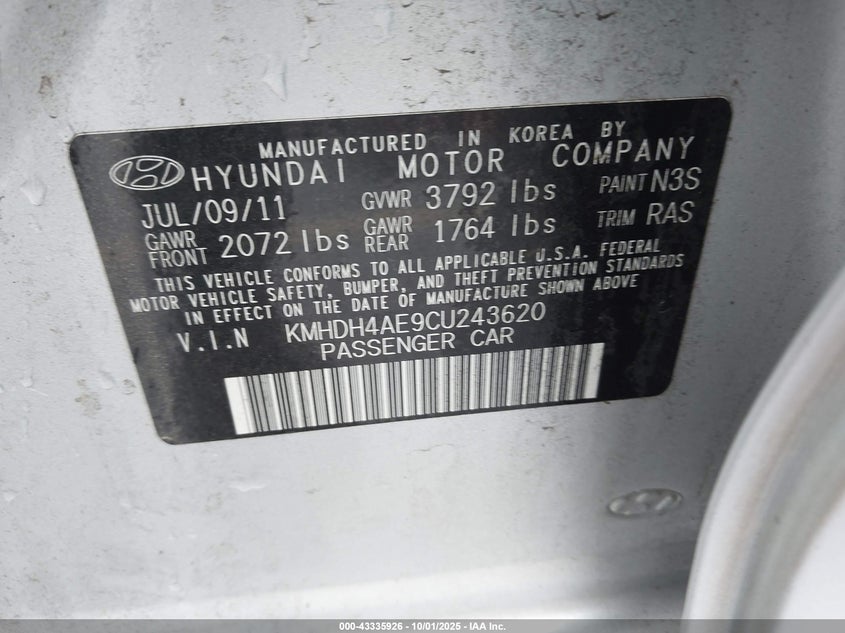 MANUFACTURED IN KOREA BY
HYUNDAI MOTOR COMPANY
JUL/09/11 GVWR 3792 lbs PAINT N3S
GAWR FRONT 2072 lbs GAWR REAR 1764 lbs TRIM RAS
THIS VEHICLE CONFORMS TO ALL APPLICABLE U.S.A. FEDERAL
MOTOR VEHICLE SAFETY, BUMPER, AND THEFT PREVENTION STANDARDS
IN EFFECT ON THE DATE OF MANUFACTURE SHOWN ABOVE
V.I.N KMHDH4AE9CU243620
PASSENGER CAR
000-43335926 - 10/01/2025 - IAA Inc.